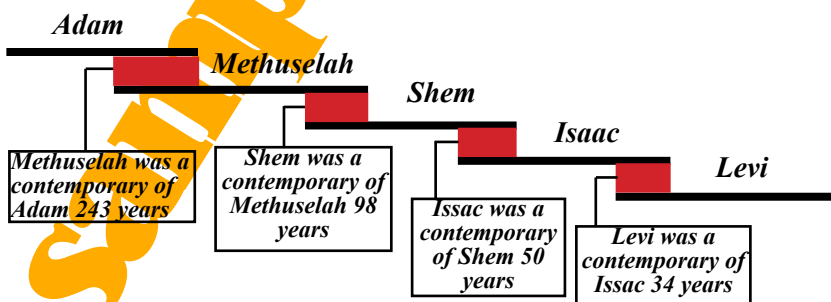 Adam
Methuselah
Shem
Isaac
Levi
Methuselah was a
contemporary of
Adam 243 years
Shem was a
contemporary of
Methuselah 98
years
Issac was a
contemporary
of Shem 50
years
Levi was a
contemporary of
Issac 34 years